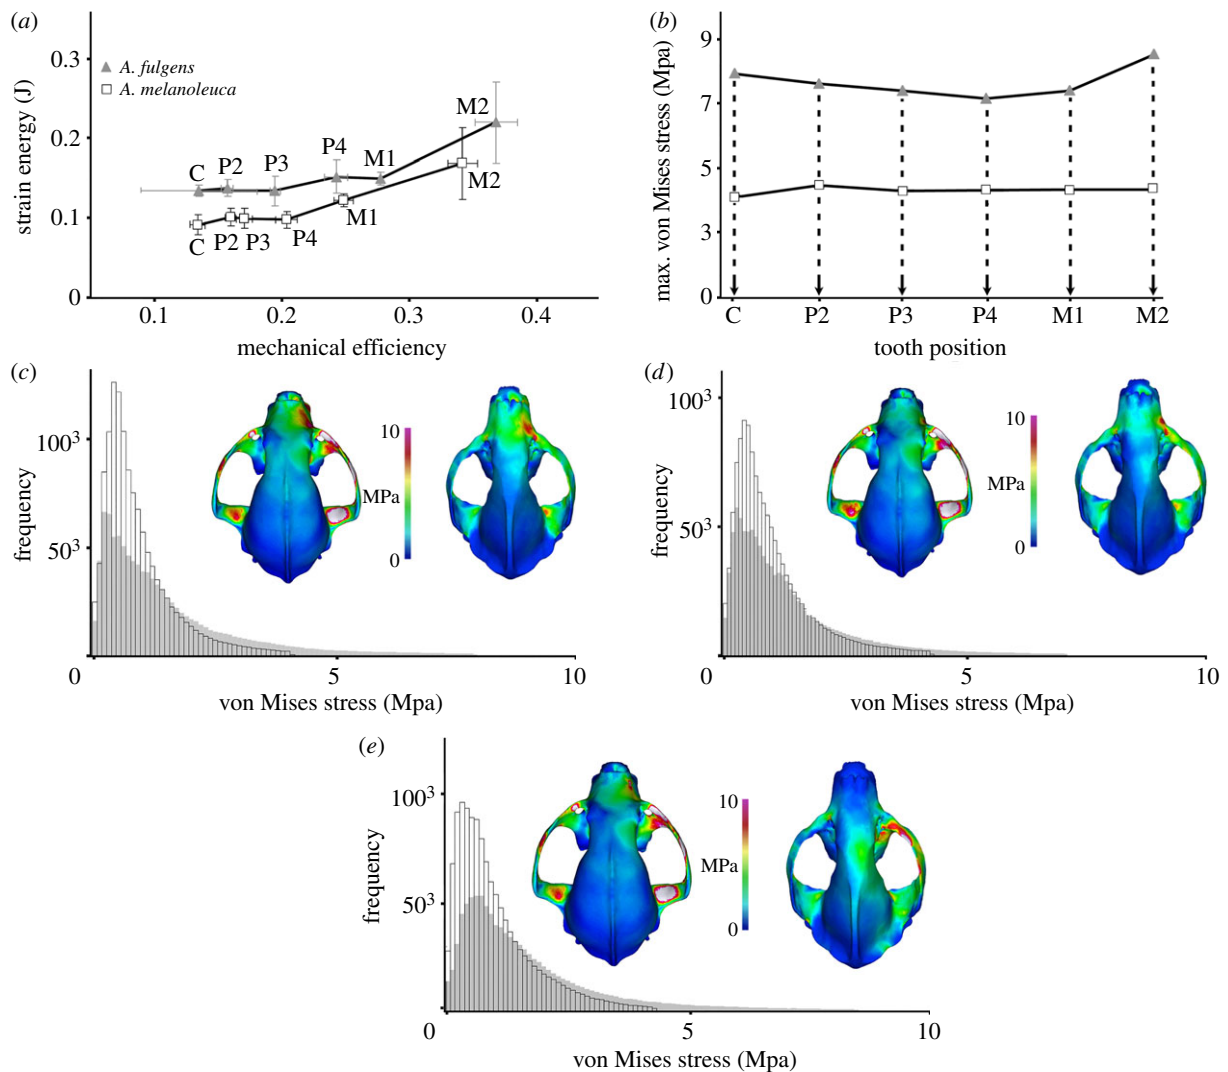 (a)
strain energy (J)
0.3
0.2
0.1
0
A. fulgens
A. melanoleuca
C
P2
P3
P4
M1
M2
C
P2
P3
P4
M1
M2
0.1
0.2
0.3
0.4
mechanical efficiency
(b)
max. von Mises stress (Mpa)
9
7
5
3
0
C
P2
P3
P4
M1
M2
tooth position
(c)
frequency
100³
50³
0
5
10
von Mises stress (Mpa)
10
MPa
0
(d)
frequency
100³
50³
0
5
10
von Mises stress (Mpa)
10
MPa
0
(e)
frequency
100³
50³
0
5
10
von Mises stress (Mpa)
10
MPa
0